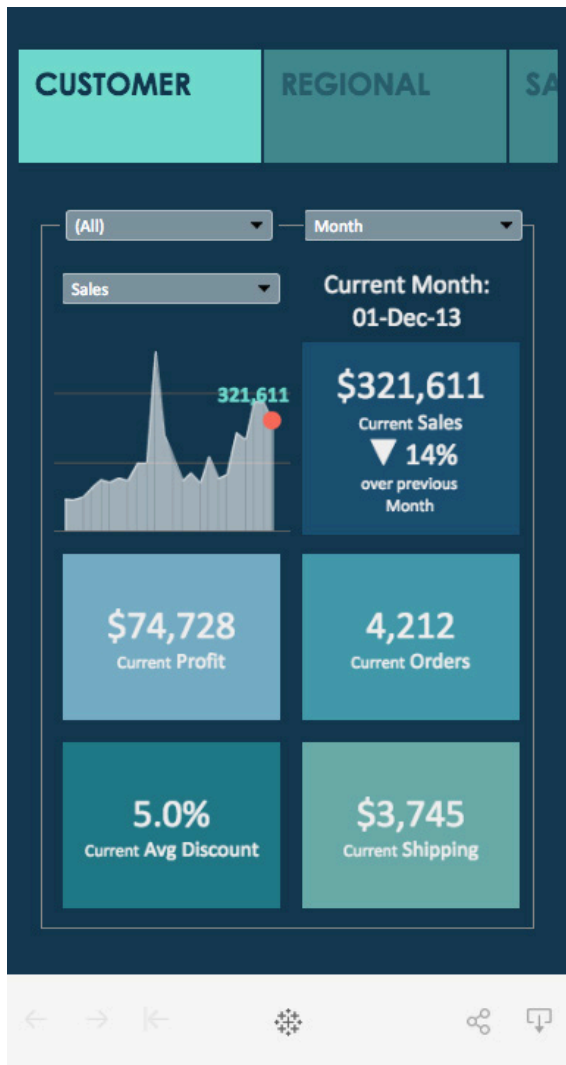 CUSTOMER
REGIONAL
SA
(All)
Month
Sales
Current Month:
01-Dec-13
321,611
$321,611
Current Sales
▼ 14%
over previous
Month
$74,728
Current Profit
4,212
Current Orders
5.0%
Current Avg Discount
$3,745
Current Shipping